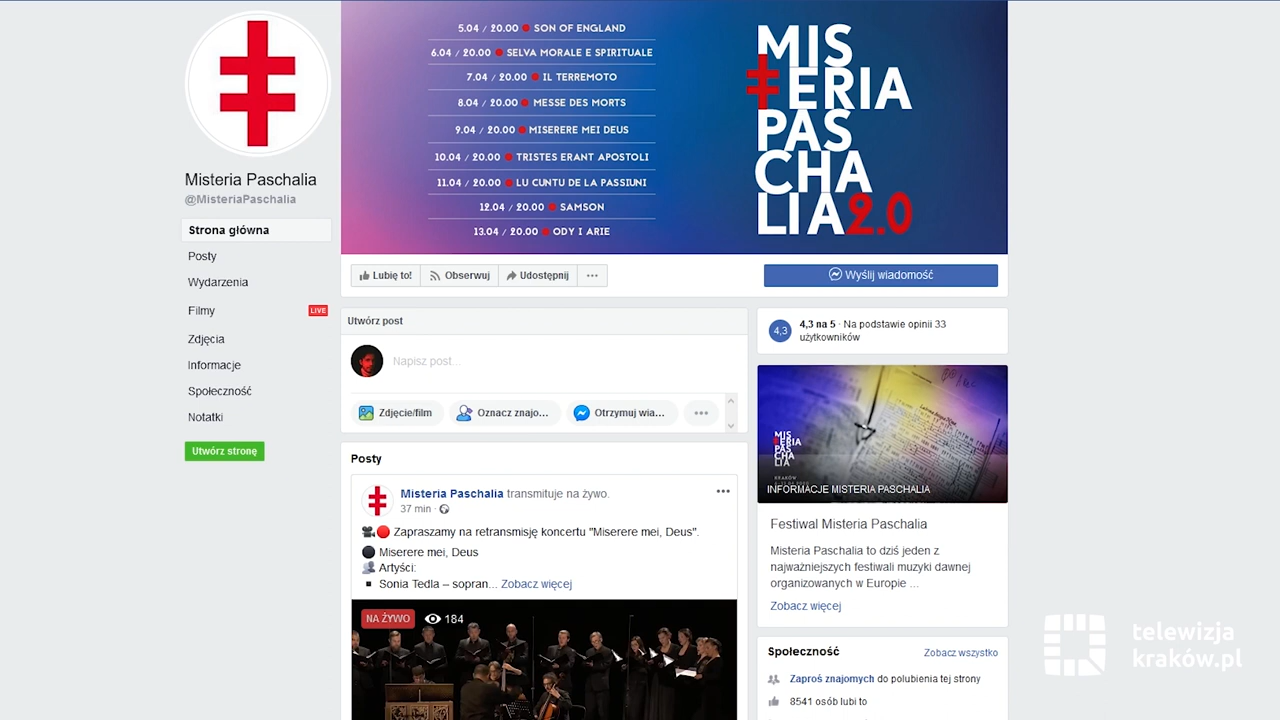 5.04 / 20.00 ● SON OF ENGLAND
6.04 / 20.00 ● SELVA MORALE E SPIRITUALE
7.04 / 20.00 ● IL TERREMOTO
8.04 / 20.00 ● MESSE DES MORTS
9.04 / 20.00 ● MISERERE MEI DEUS
10.04 / 20.00 ● TRISTES ERANT APOSTOLI
11.04 / 20.00 ● LU CUNTU DE LA PASSIUNI
12.04 / 20.00 ● SAMSON
13.04 / 20.00 ● ODY I ARIE
MIS
TERIA
PAS
CHA
LIA2.0
Misteria Paschalia
@MisteriaPaschalia
Strona główna
Posty
Wydarzenia
Filmy LIVE
Zdjęcia
Informacje
Społeczność
Notatki
Utwórz stronę
Lubię to! Obserwuj Udostępnij ...
Wyślij wiadomość
Utwórz post
Napisz post...
Zdjęcie/film Oznacz znajo... Otrzymuj wia... ...
Posty
Misteria Paschalia transmituje na żywo.
37 min ·
Zapraszamy na retransmisję koncertu "Miserere mei, Deus".
Miserere mei, Deus
Artyści:
Sonia Tedla – sopran... Zobacz więcej
NA ŻYWO 184
4,3
4,3 na 5 · Na podstawie opinii 33
użytkowników
MIS
TERIA
PAS
CHA
LIA
KRAKÓW
INFORMACJE MISTERIA PASCHALIA
Festiwal Misteria Paschalia
Misteria Paschalia to dziś jeden z
najważniejszych festiwali muzyki dawnej
organizowanych w Europie ...
Zobacz więcej
Społeczność Zobacz wszystko
Zaproś znajomych do polubienia tej strony
8541 osób lubi to
telewizja
kraków.pl